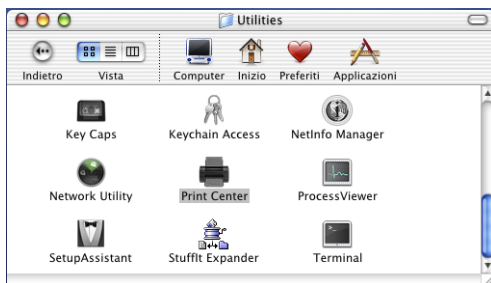 Utilities
Indietro Vista Computer Inizio Preferiti Applicazioni
Key Caps Keychain Access NetInfo Manager
Network Utility Print Center ProcessViewer
SetupAssistant StuffIt Expander Terminal